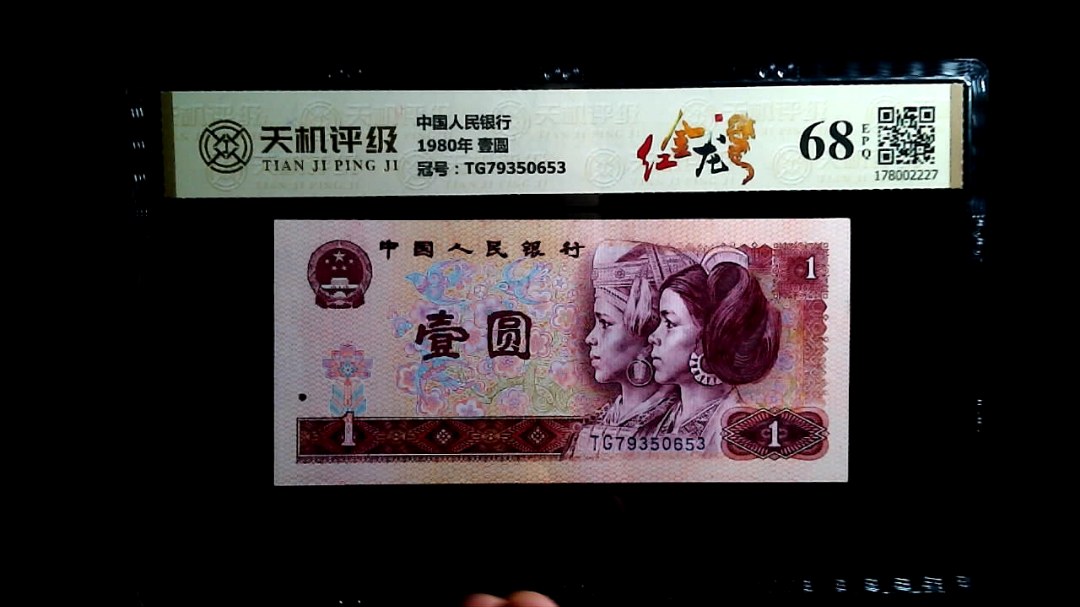 天机评级
TIAN JI PING JI
中国人民银行
1980年 壹圆
冠号：TG79350653
红金龙
68
EPQ
178002227
中国人民银行
1
壹圆
1
TG79350653
1